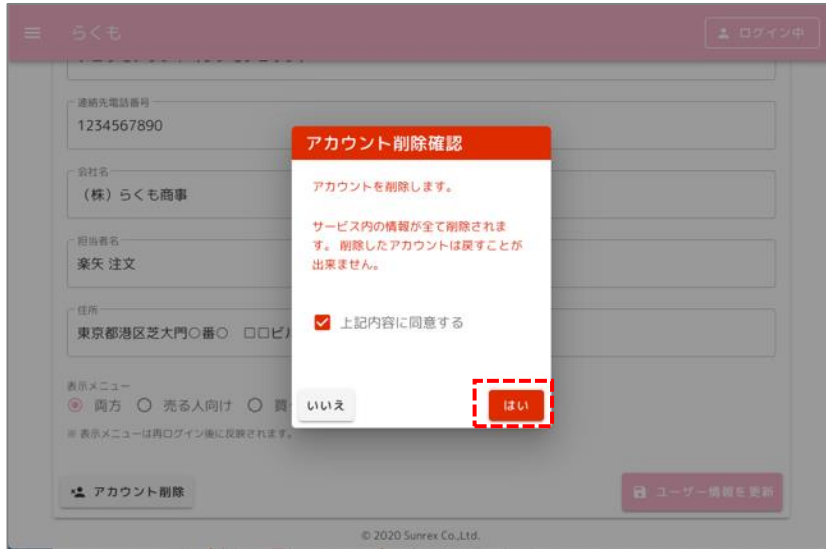 らくも
ログイン中
連絡先電話番号
1234567890
会社名
（株）らくも商事
担当者名
楽矢 注文
住所
東京都港区芝大門○番○　□□ビル
表示メニュー
両方 売る人向け 買
※ 表示メニューは再ログイン後に反映されます。
アカウント削除
ユーザー情報を更新
アカウント削除確認
アカウントを削除します。
サービス内の情報が全て削除されま
す。 削除したアカウントは戻すことが
出来ません。
上記内容に同意する
いいえ
はい
© 2020 Sunrex Co.,Ltd.